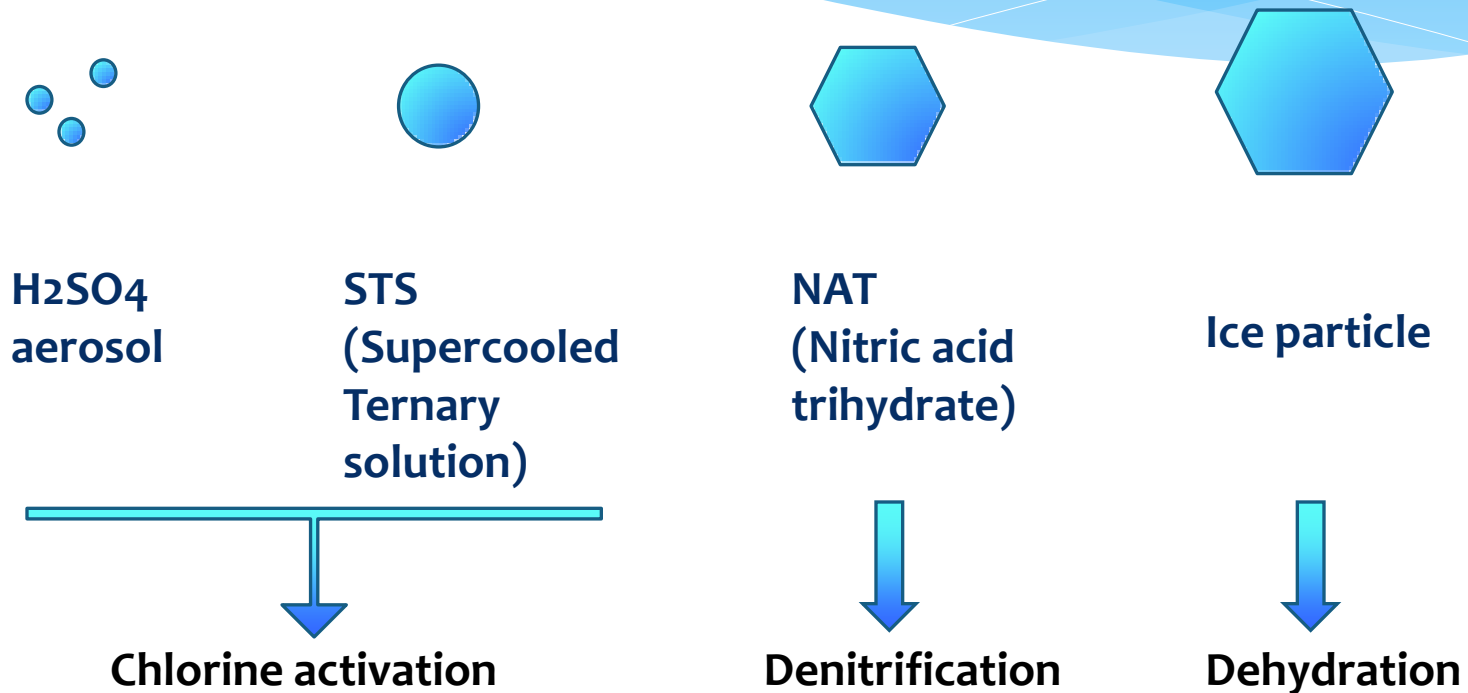 H2SO4
aerosol
STS
(Supercooled
Ternary
solution)
NAT
(Nitric acid
trihydrate)
Ice particle
Chlorine activation
Denitrification
Dehydration